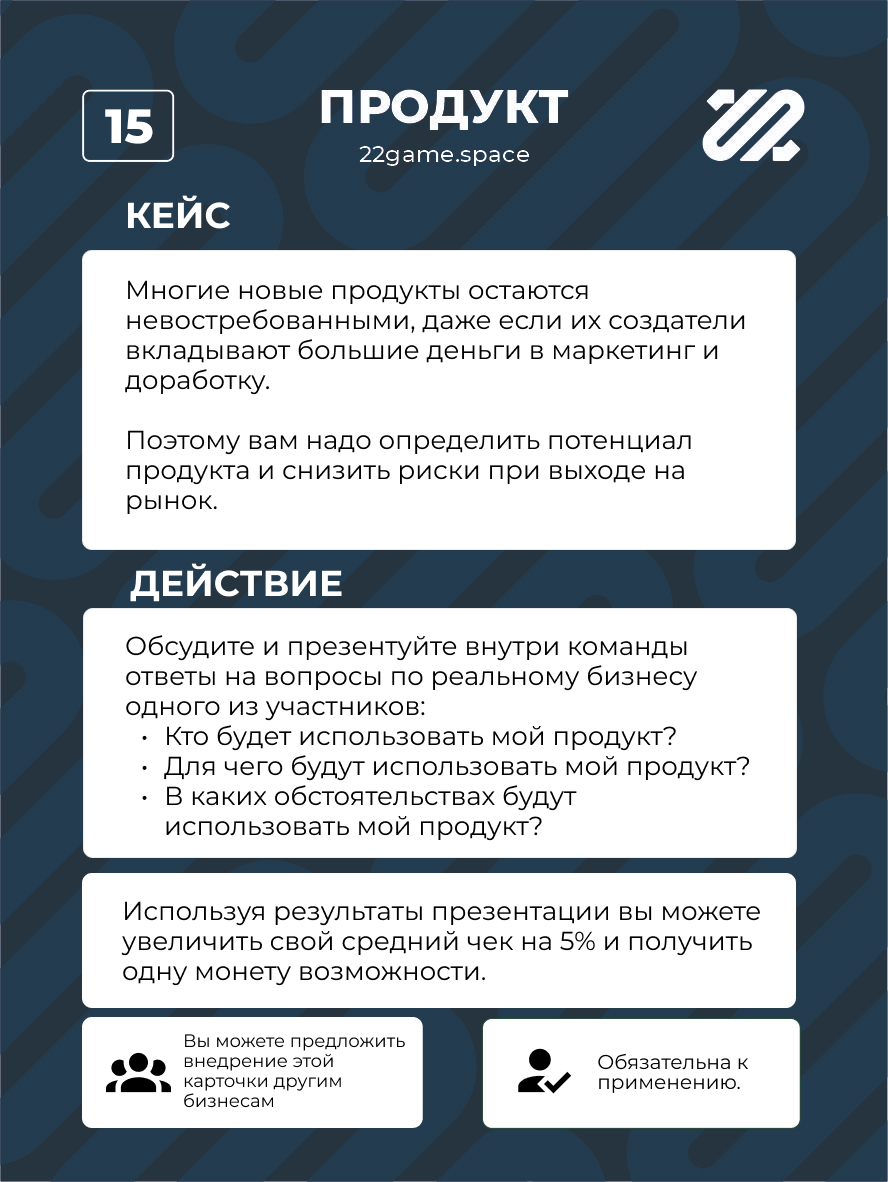 15
ПРОДУКТ
22game.space
КЕЙС
Многие новые продукты остаются
невостребованными, даже если их создатели
вкладывают большие деньги в маркетинг и
доработку.
Поэтому вам надо определить потенциал
продукта и снизить риски при выходе на
рынок.
ДЕЙСТВИЕ
Обсудите и презентуйте внутри команды
ответы на вопросы по реальному бизнесу
одного из участников:
• Кто будет использовать мой продукт?
• Для чего будут использовать мой продукт?
• В каких обстоятельствах будут
использовать мой продукт?
Используя результаты презентации вы можете
увеличить свой средний чек на 5% и получить
одну монету возможности.
Вы можете предложить
внедрение этой
карточки другим
бизнесам
Обязательна к
применению.